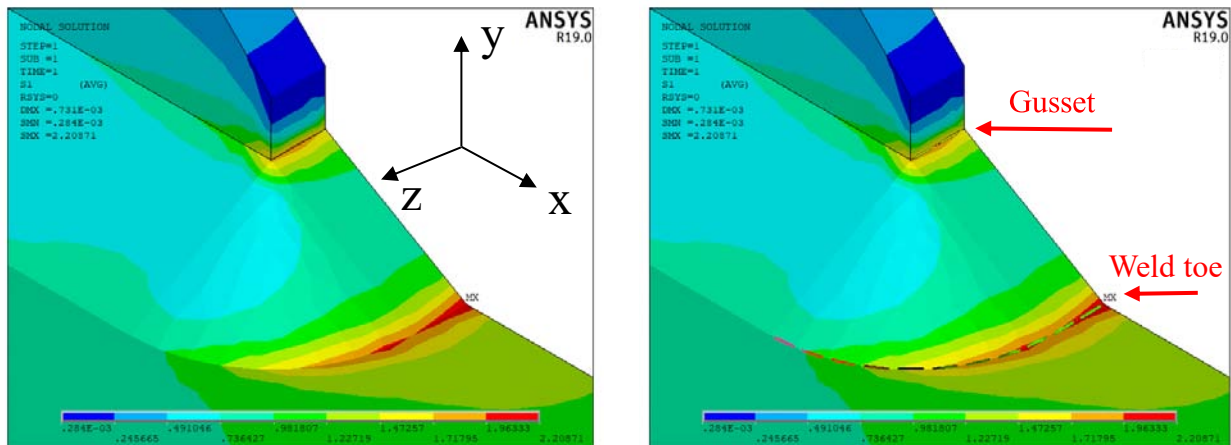 NODAL SOLUTION
STEP=1
SUB =1
TIME=1
S1 (AVG)
RSYS=0
DMX =.731E-03
SMN =.284E-03
SMX =2.20871
ANSYS
R19.0
y
z
x
MX
.284E-03 .491046 .981807 1.47257 1.96333
.245665 .736427 1.22719 1.71795 2.20871
NODAL SOLUTION
STEP=1
SUB =1
TIME=1
S1 (AVG)
RSYS=0
DMX =.731E-03
SMN =.284E-03
SMX =2.20871
ANSYS
R19.0
Gusset
Weld toe
MX
.284E-03 .491046 .981807 1.47257 1.96333
.245665 .736427 1.22719 1.71795 2.20871